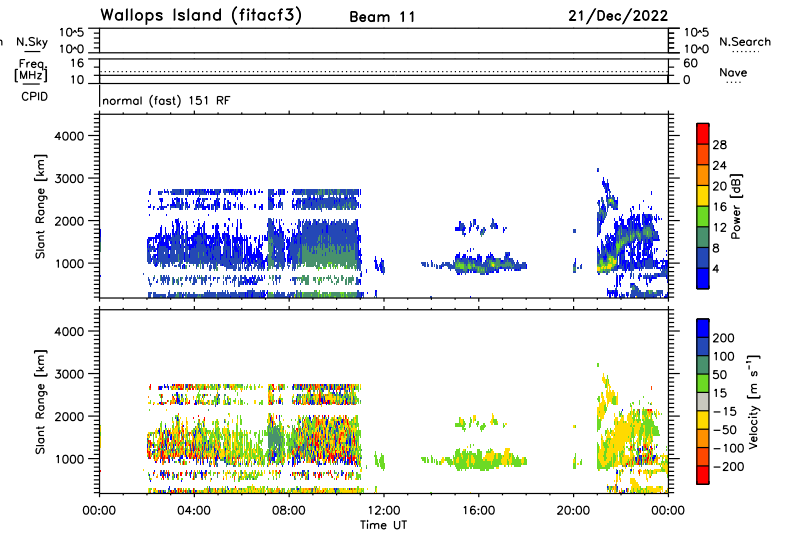 Wallops Island (fitacf3) Beam 11 21/Dec/2022
N.Sky 10^5 10^5 N.Search
10^0 10^0
Freq. 16 60 Nave
[MHz] 10 0
CPID normal (fast) 151 RF
Slant Range [km]
4000
3000
2000
1000
28
24
20
16
12
8
4
Power [dB]
Slant Range [km]
4000
3000
2000
1000
200
100
50
15
-15
-50
-100
-200
Velocity [m s^-1]
00:00 04:00 08:00 12:00 16:00 20:00 00:00
Time UT